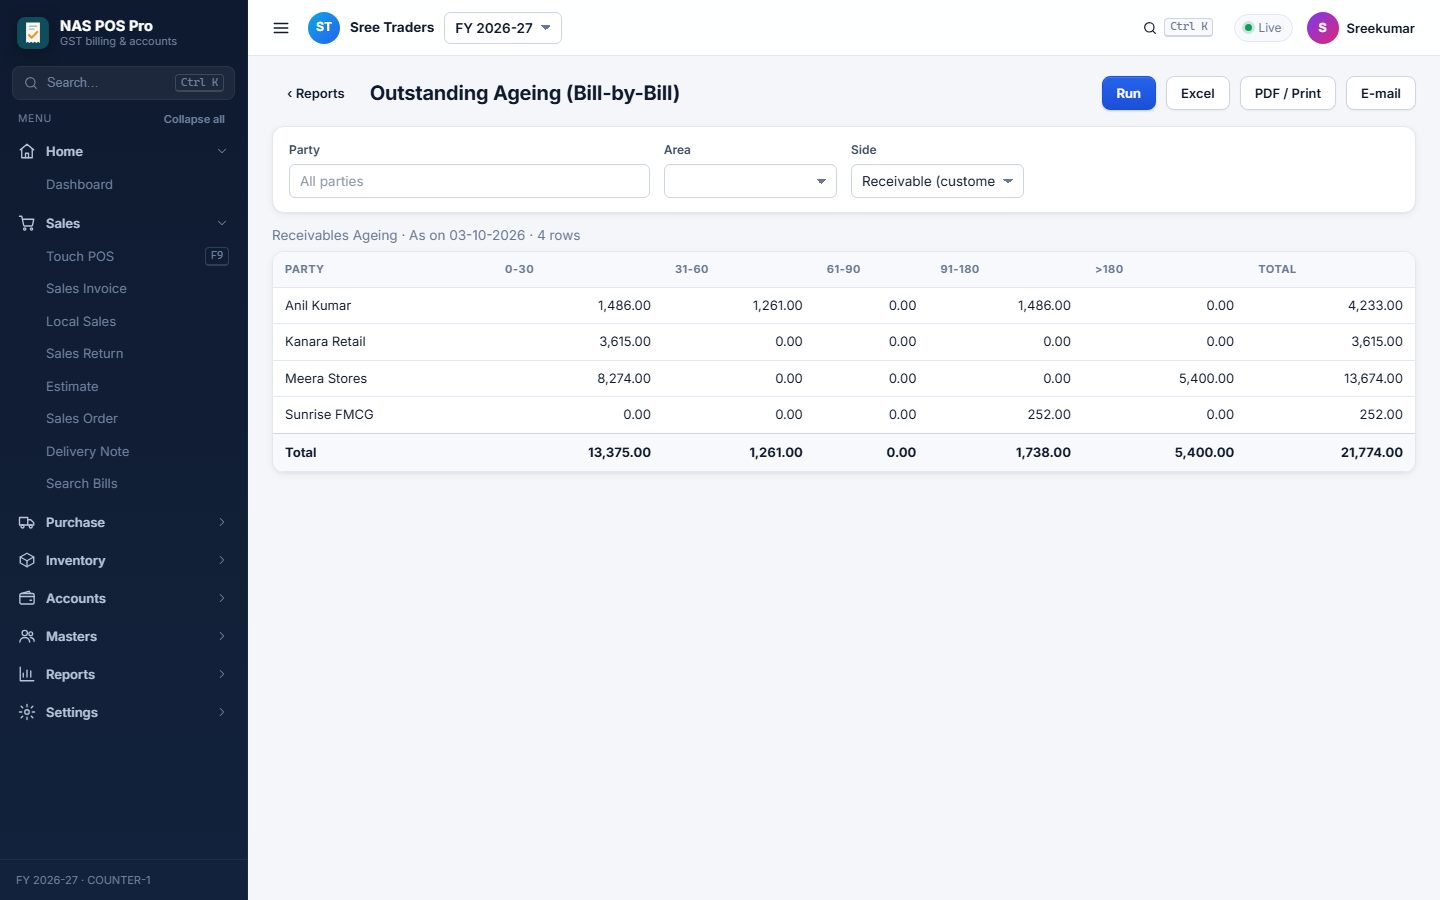 NAS POS Pro
GST billing & accounts
Search... Ctrl K
MENU Collapse all
Home
Dashboard
Sales
Touch POS F9
Sales Invoice
Local Sales
Sales Return
Estimate
Sales Order
Delivery Note
Search Bills
Purchase
Inventory
Accounts
Masters
Reports
Settings
FY 2026-27 · COUNTER-1
ST Sree Traders FY 2026-27 Ctrl K Live S Sreekumar
‹ Reports Outstanding Ageing (Bill-by-Bill) Run Excel PDF / Print E-mail
Party Area Side
All parties Receivable (custome
Receivables Ageing · As on 03-10-2026 · 4 rows
PARTY 0-30 31-60 61-90 91-180 >180 TOTAL
Anil Kumar 1,486.00 1,261.00 0.00 1,486.00 0.00 4,233.00
Kanara Retail 3,615.00 0.00 0.00 0.00 0.00 3,615.00
Meera Stores 8,274.00 0.00 0.00 0.00 5,400.00 13,674.00
Sunrise FMCG 0.00 0.00 0.00 252.00 0.00 252.00
Total 13,375.00 1,261.00 0.00 1,738.00 5,400.00 21,774.00